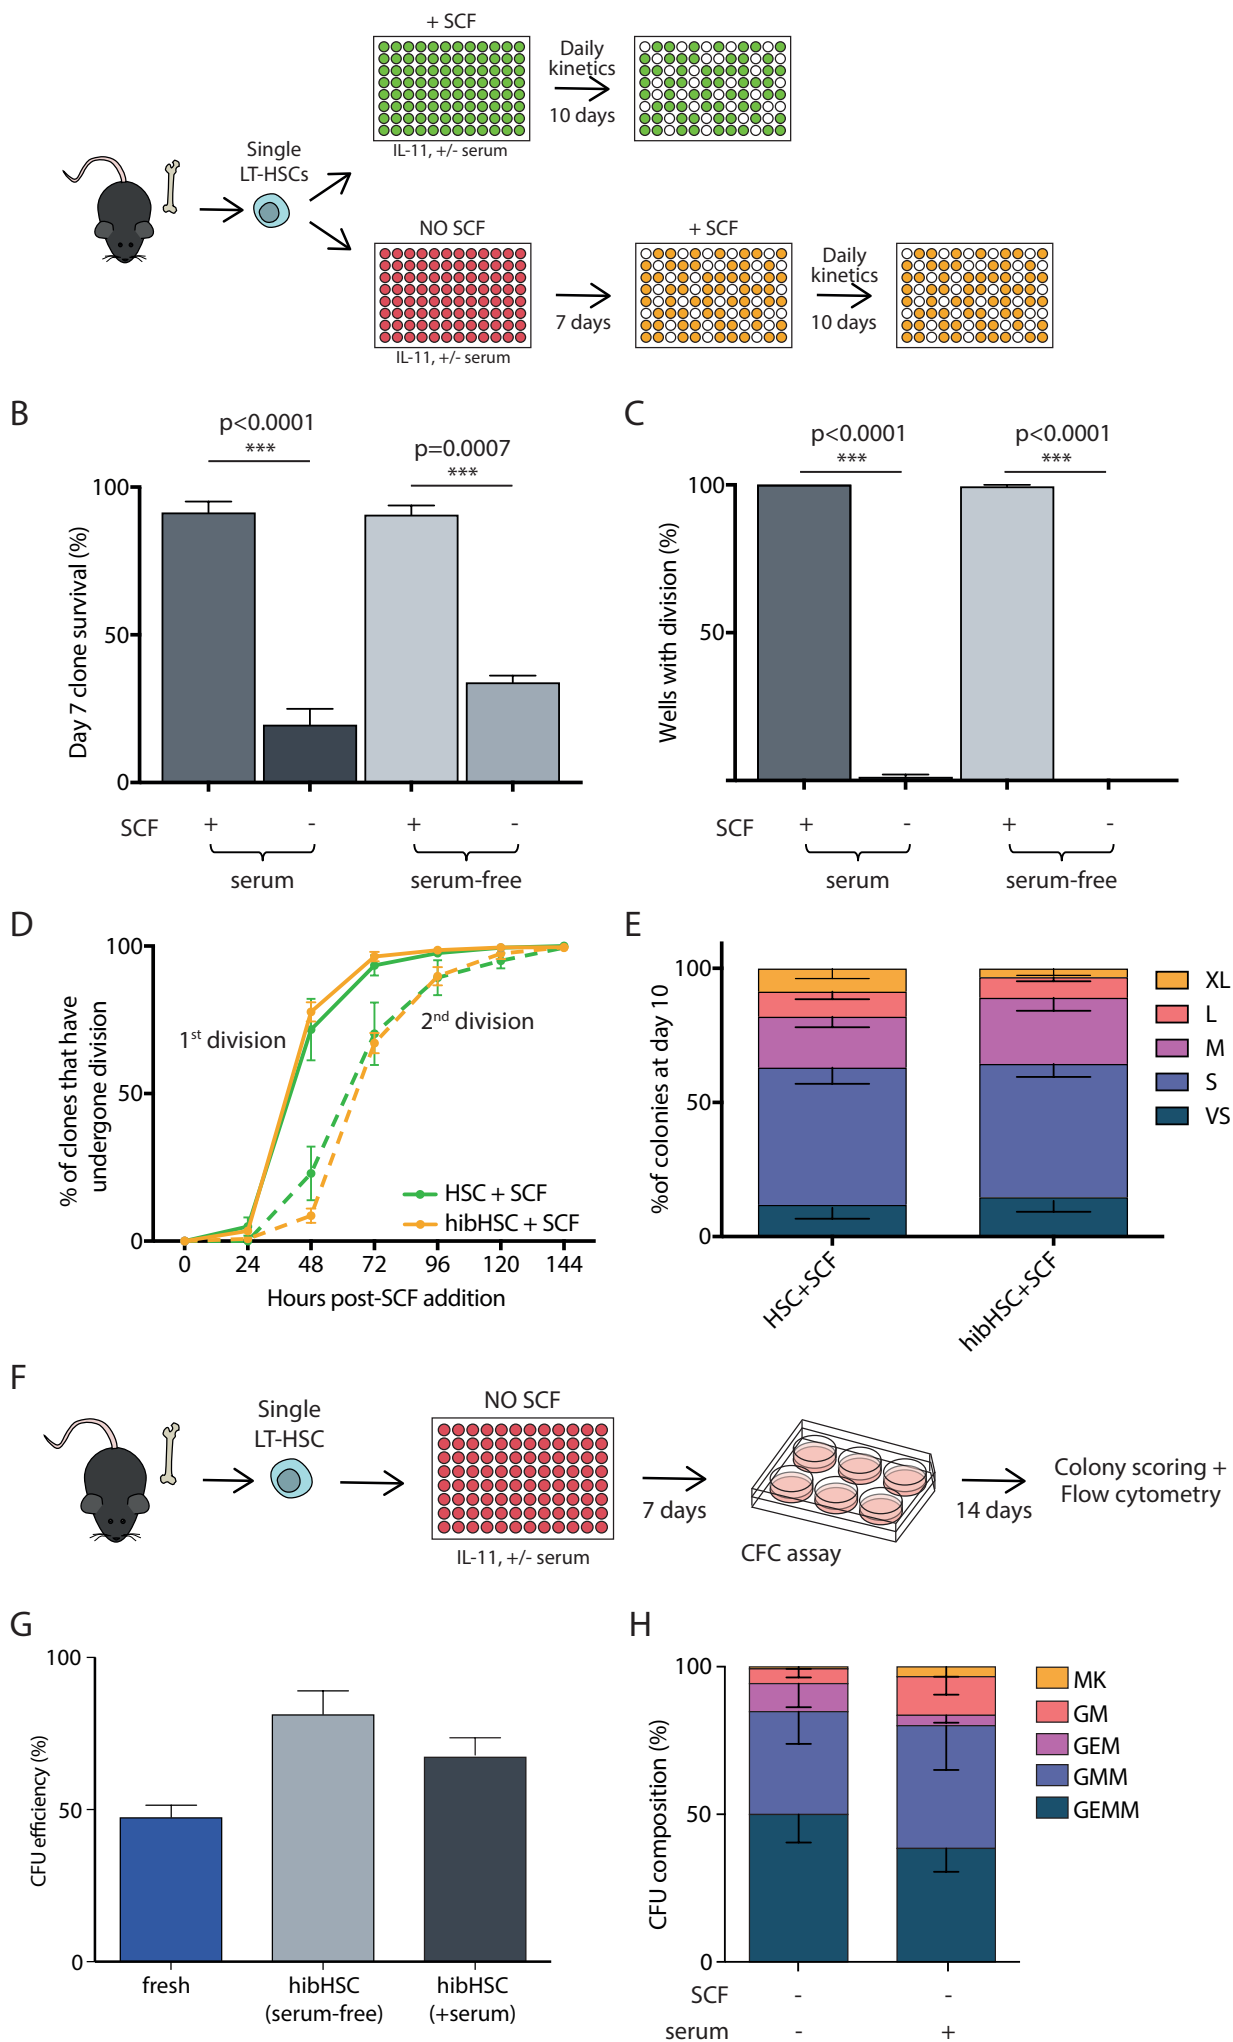 + SCF
Daily
kinetics
10 days
IL-11, +/- serum
Single
LT-HSCs
NO SCF
IL-11, +/- serum
7 days
+ SCF
Daily
kinetics
10 days
B
p<0.0001
***
p=0.0007
***
Day 7 clone survival (%)
100
50
0
SCF + - + -
serum serum-free
C
p<0.0001
***
p<0.0001
***
Wells with division (%)
100
50
SCF + - + -
serum serum-free
D
% of clones that have
undergone division
100
50
0
1st division
2nd division
HSC + SCF
hibHSC + SCF
0 24 48 72 96 120 144
Hours post-SCF addition
E
%of colonies at day 10
100
50
0
XL
L
M
S
VS
HSC+SCF
hibHSC+SCF
F
Single
LT-HSC
NO SCF
IL-11, +/- serum
7 days
CFC assay
14 days
Colony scoring +
Flow cytometry
G
CFU efficiency (%)
100
50
0
fresh
hibHSC
(serum-free)
hibHSC
(+serum)
H
CFU composition (%)
100
50
0
MK
GM
GEM
GMM
GEMM
SCF - -
serum - +